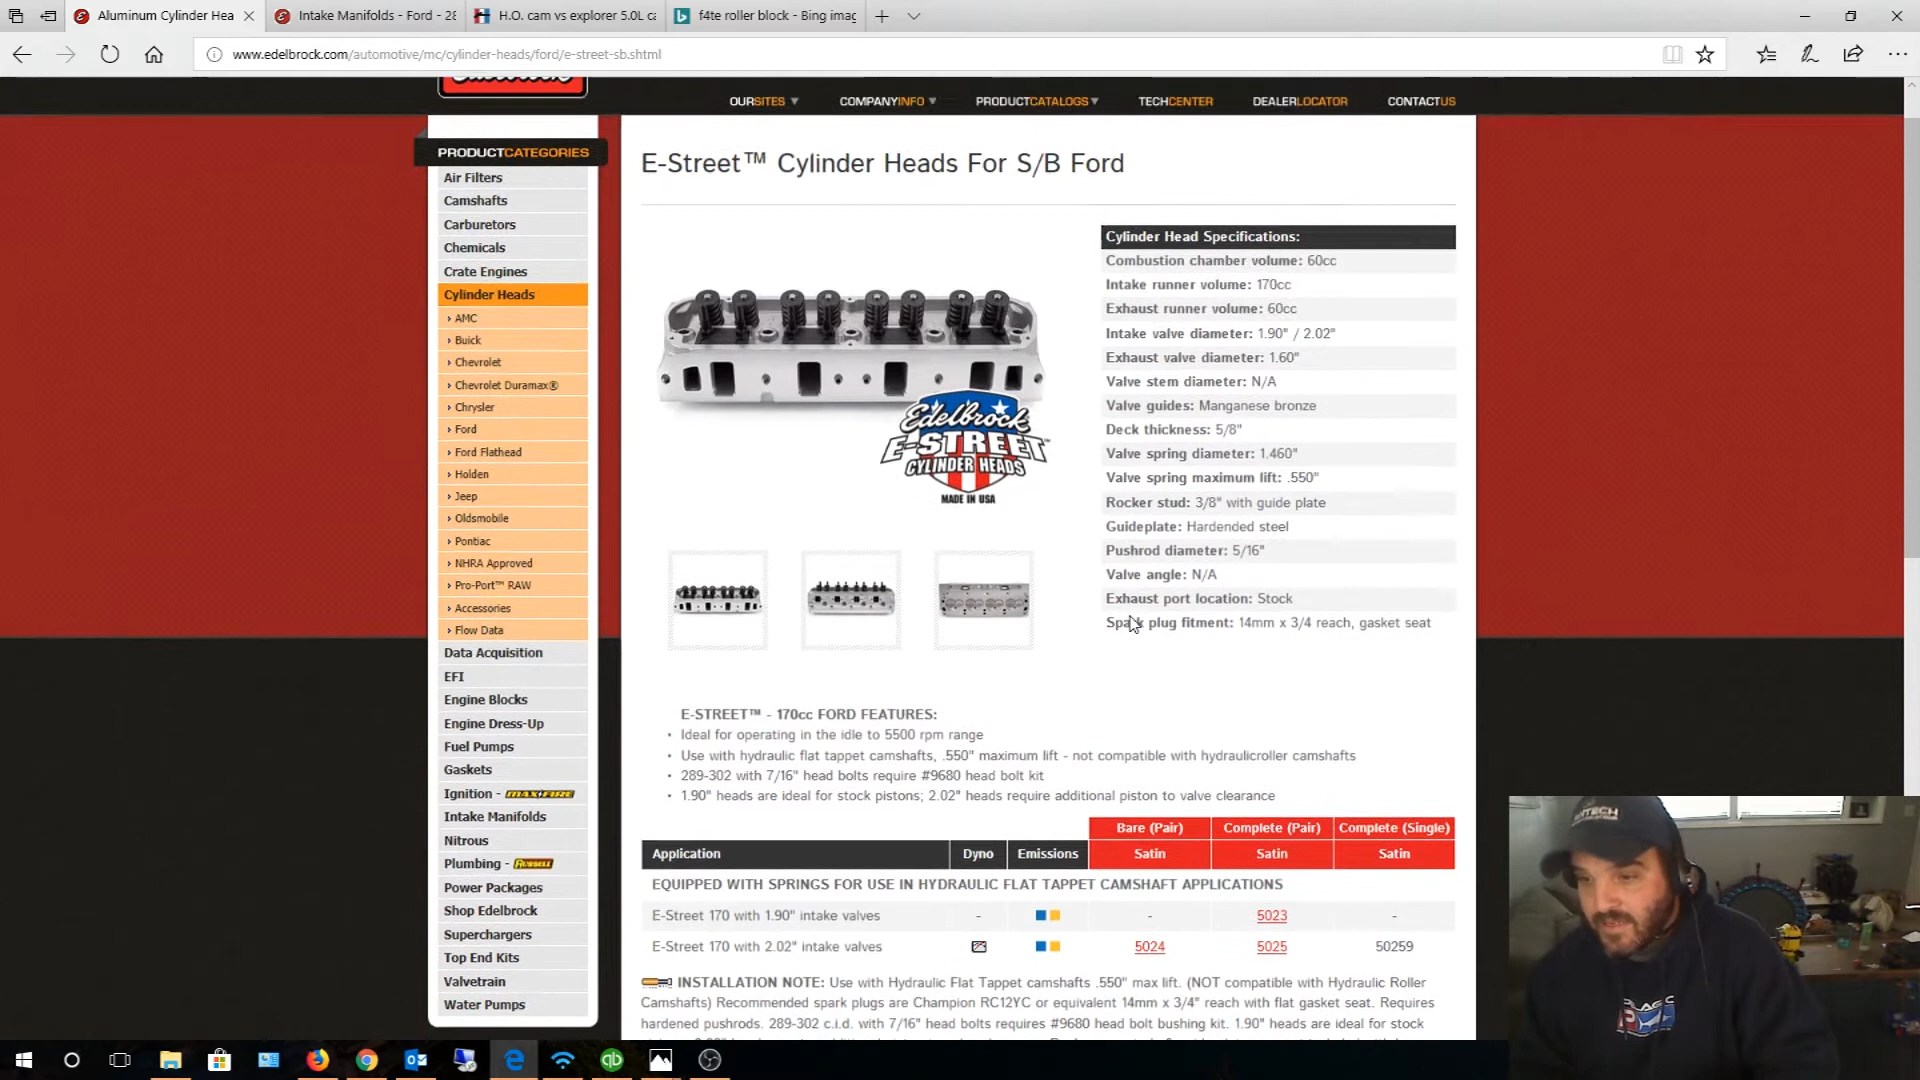 Aluminum Cylinder Hea
Intake Manifolds - Ford - 28
H.O. cam vs explorer 5.0L ca
f4te roller block - Bing imag
www.edelbrock.com/automotive/mc/cylinder-heads/ford/e-street-sb.shtml
OURSITES
COMPANYINFO
PRODUCTCATALOGS
TECHCENTER
DEALERLOCATOR
CONTACTUS
PRODUCTCATEGORIES
Air Filters
Camshafts
Carburetors
Chemicals
Crate Engines
Cylinder Heads
AMC
Buick
Chevrolet
Chevrolet Duramax®
Chrysler
Ford
Ford Flathead
Holden
Jeep
Oldsmobile
Pontiac
NHRA Approved
Pro-Port™ RAW
Accessories
Flow Data
Data Acquisition
EFI
Engine Blocks
Engine Dress-Up
Fuel Pumps
Gaskets
Ignition - MAXFIRE
Intake Manifolds
Nitrous
Plumbing - RUSSELL
Power Packages
Shop Edelbrock
Superchargers
Top End Kits
Valvetrain
Water Pumps
E-Street™ Cylinder Heads For S/B Ford
Edelbrock
E-STREET™
CYLINDER HEADS
MADE IN USA
Cylinder Head Specifications:
Combustion chamber volume: 60cc
Intake runner volume: 170cc
Exhaust runner volume: 60cc
Intake valve diameter: 1.90" / 2.02"
Exhaust valve diameter: 1.60"
Valve stem diameter: N/A
Valve guides: Manganese bronze
Deck thickness: 5/8"
Valve spring diameter: 1.460"
Valve spring maximum lift: .550"
Rocker stud: 3/8" with guide plate
Guideplate: Hardended steel
Pushrod diameter: 5/16"
Valve angle: N/A
Exhaust port location: Stock
Spark plug fitment: 14mm x 3/4 reach, gasket seat
E-STREET™ - 170cc FORD FEATURES:
• Ideal for operating in the idle to 5500 rpm range
• Use with hydraulic flat tappet camshafts, .550" maximum lift - not compatible with hydraulicroller camshafts
• 289-302 with 7/16" head bolts require #9680 head bolt kit
• 1.90" heads are ideal for stock pistons; 2.02" heads require additional piston to valve clearance
Bare (Pair) Complete (Pair) Complete (Single)
Application Dyno Emissions Satin Satin Satin
EQUIPPED WITH SPRINGS FOR USE IN HYDRAULIC FLAT TAPPET CAMSHAFT APPLICATIONS
E-Street 170 with 1.90" intake valves - - 5023 -
E-Street 170 with 2.02" intake valves 5024 5025 50259
INSTALLATION NOTE: Use with Hydraulic Flat Tappet camshafts .550" max lift. (NOT compatible with Hydraulic Roller
Camshafts) Recommended spark plugs are Champion RC12YC or equivalent 14mm x 3/4" reach with flat gasket seat. Requires
hardened pushrods. 289-302 c.i.d. with 7/16" head bolts requires #9680 head bolt bushing kit. 1.90" heads are ideal for stock